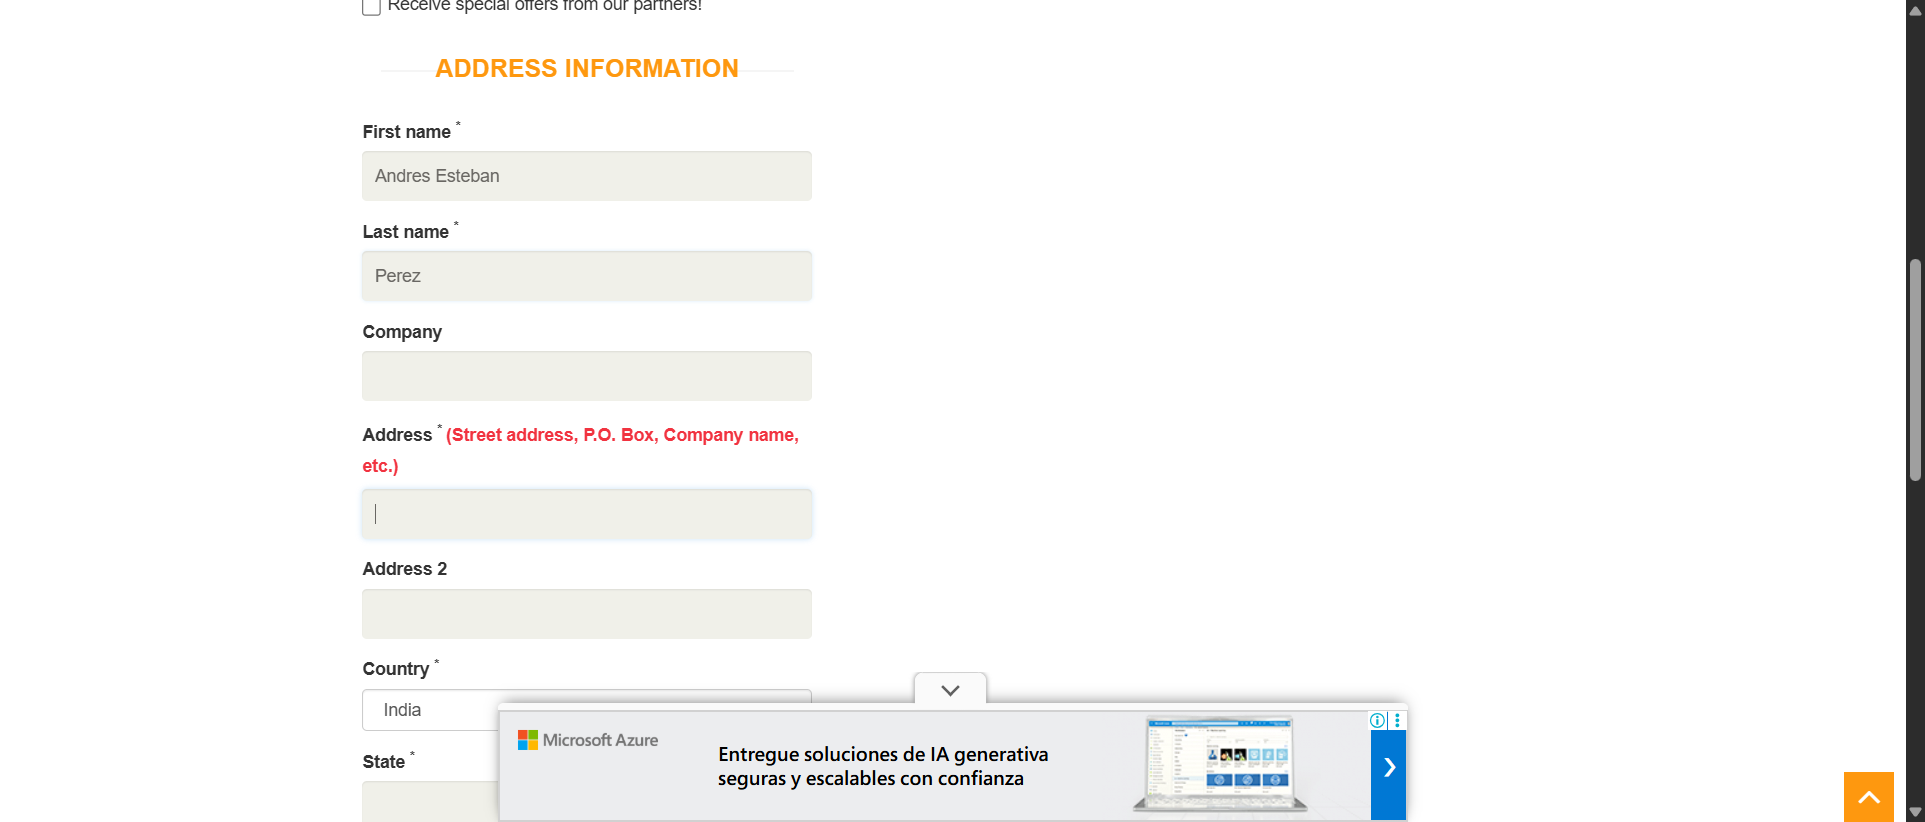 Receive special offers from our partners!
ADDRESS INFORMATION
First name *
Andres Esteban
Last name *
Perez
Company
Address * (Street address, P.O. Box, Company name,
etc.)
Address 2
Country *
India
State *
Microsoft Azure
Entregue soluciones de IA generativa
seguras y escalables con confianza